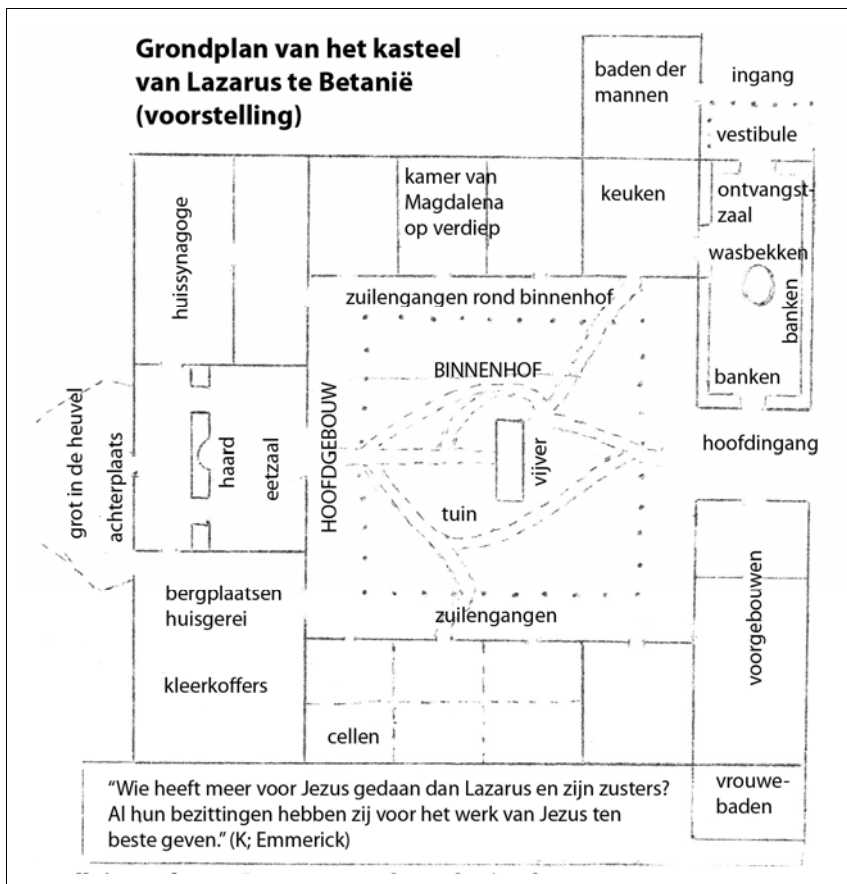 Grondplan van het kasteel
van Lazarus te Betanië
(voorstelling)
baden der
mannen
ingang
vestibule
kamer van
Magdalena
op verdiep
keuken
ontvangst-
zaal
huissynagoge
wasbekken
banken
zuilengangen rond binnenhof
BINNENHOF
banken
grot in de heuvel
achterplaats
haard
eetzaal
HOOFDGEBOUW
vijver
hoofdingang
tuin
bergplaatsen
huisgerei
zuilengangen
voorgebouwen
kleerkoffers
cellen
"Wie heeft meer voor Jezus gedaan dan Lazarus en zijn zusters?
Al hun bezittingen hebben zij voor het werk van Jezus ten
beste geven." (K; Emmerick)
vrouwe-
baden